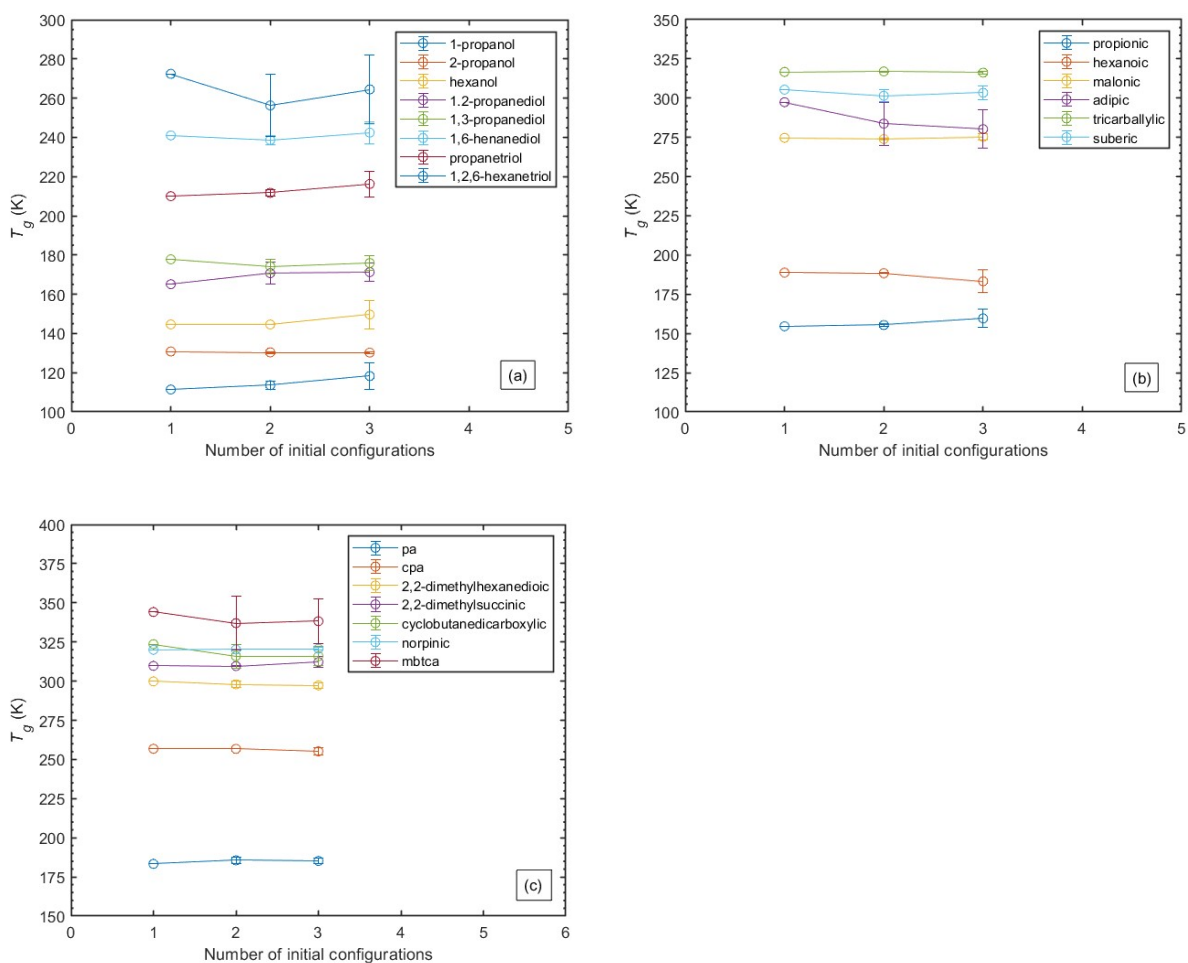 300
280
260
240
220
200
180
160
140
120
100
T_g (K)
0 1 2 3 4 5
Number of initial configurations
1-propanol
2-propanol
hexanol
1.2-propanediol
1,3-propanediol
1,6-henanediol
propanetriol
1,2,6-hexanetriol
(a)
350
325
300
275
250
225
200
175
150
125
100
T_g (K)
0 1 2 3 4 5
Number of initial configurations
propionic
hexanoic
malonic
adipic
tricarballylic
suberic
(b)
400
375
350
325
300
275
250
225
200
175
150
T_g (K)
0 1 2 3 4 5 6
Number of initial configurations
pa
cpa
2,2-dimethylhexanedioic
2,2-dimethylsuccinic
cyclobutanedicarboxylic
norpinic
mbtca
(c)